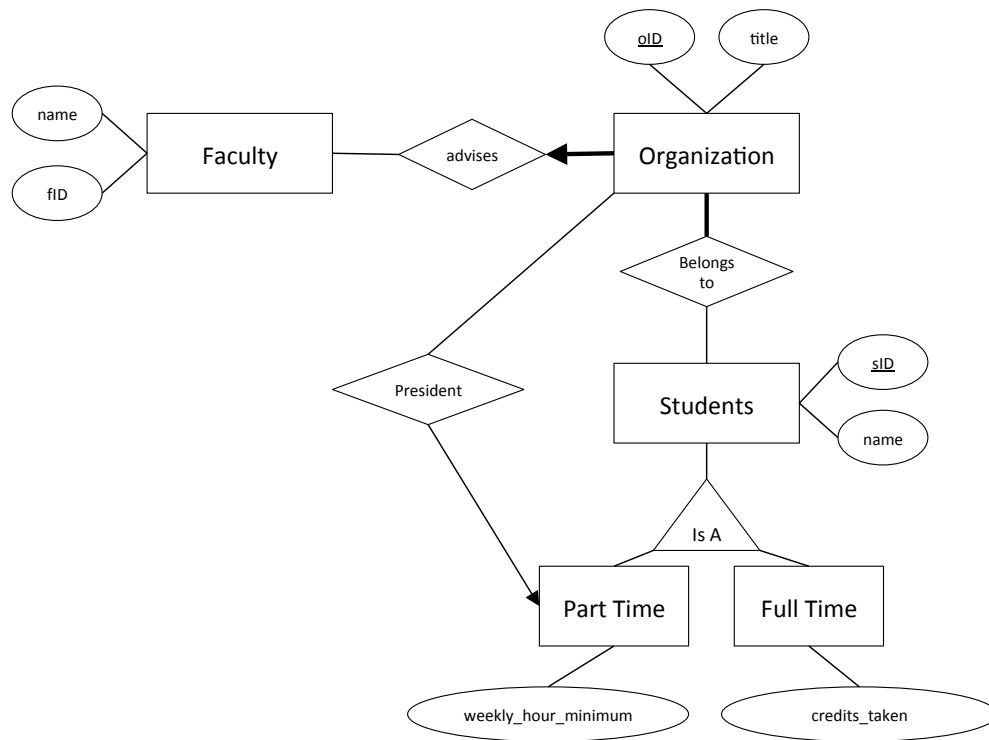 oID
title
name
Faculty
advises
Organization
fID
Belongs
to
President
sID
Students
name
Is A
Part Time
Full Time
weekly_hour_minimum
credits_taken